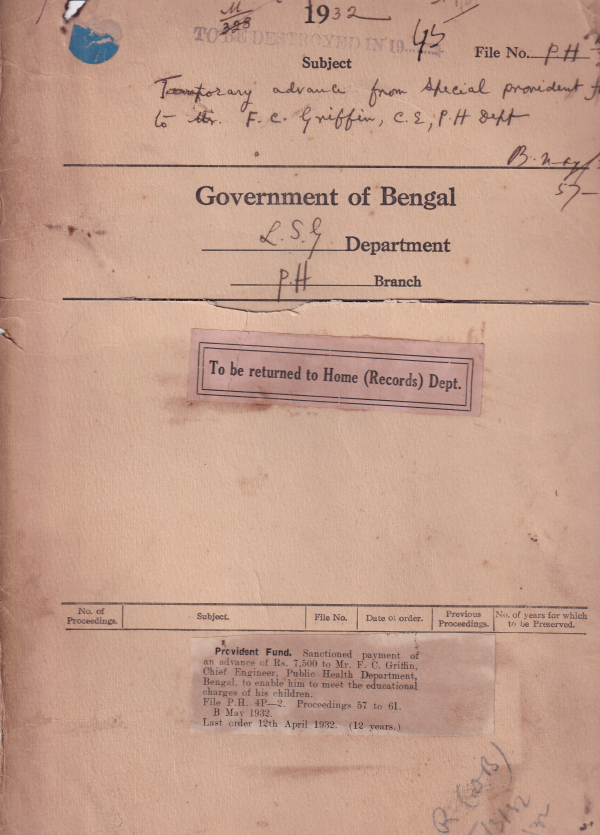 M
328
1932
TO BE DESTROYED IN 19 45
Subject
File No. P H
Temporary advance from special provident
to Mr. F. C. Griffin, C. E, P. H Dept
B. May
57-
Government of Bengal
L. S. G Department
P.H Branch
To be returned to Home (Records) Dept.
No. of Proceedings. Subject. File No. Date of order. Previous Proceedings. No. of years for which to be Preserved.
Provident Fund. Sanctioned payment of
an advance of Rs. 7,500 to Mr. F. C. Griffin,
Chief Engineer, Public Health Department,
Bengal, to enable him to meet the educational
charges of his children.
File P.H. 4P—2. Proceedings 57 to 61.
B May 1932.
Last order 12th April 1932. (12 years.)